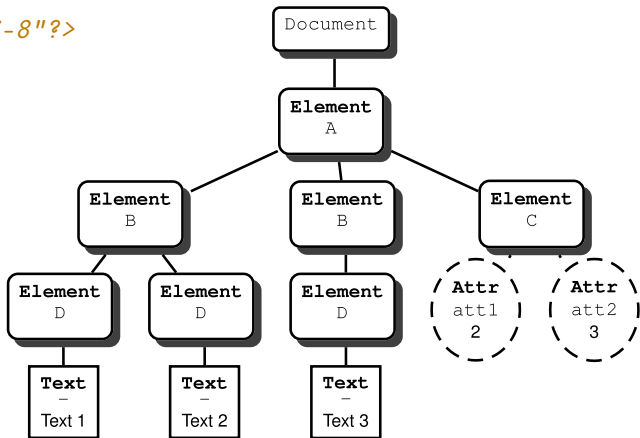 -8"?>
Document
Element
A
Element
B
Element
B
Element
C
Element
D
Element
D
Element
D
Attr
att1
2
Attr
att2
3
Text
–
Text 1
Text
–
Text 2
Text
–
Text 3